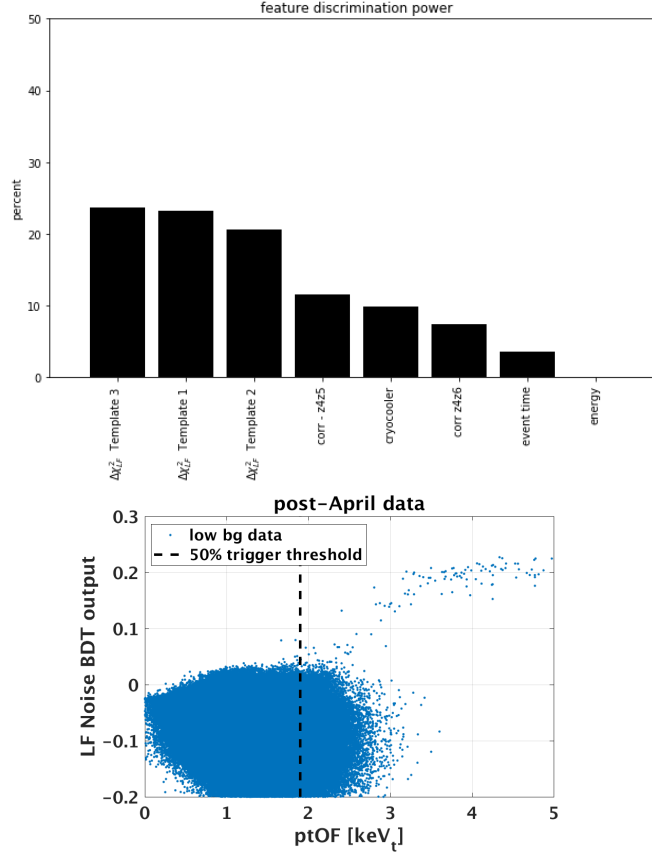 feature discrimination power
50
40
30
20
10
0
percent
Δχ²LF Template 3
Δχ²LF Template 1
Δχ²LF Template 2
corr - z4z5
cryocooler
corr z4z6
event time
energy
post-April data
low bg data
50% trigger threshold
0.3
0.2
0.1
0
-0.1
-0.2
LF Noise BDT output
0 1 2 3 4 5
ptOF [keVt]